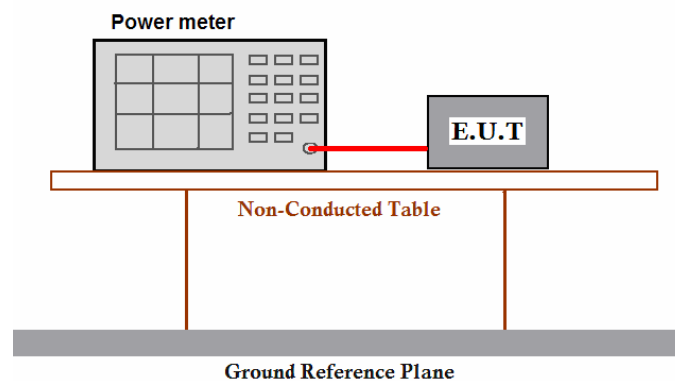 Power meter
E.U.T
Non-Conducted Table
Ground Reference Plane